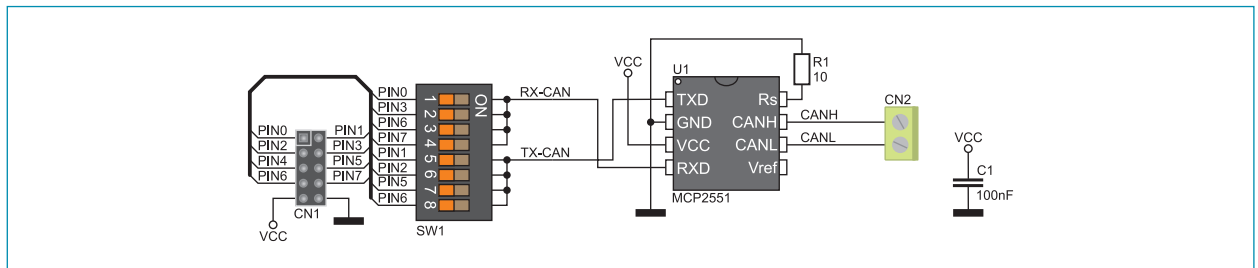 PIN0
PIN2
PIN4
PIN6
PIN1
PIN3
PIN5
PIN7
CN1
VCC
PIN0
PIN3
PIN6
PIN7
PIN1
PIN2
PIN5
PIN6
1
2
3
4
5
6
7
8
ON
SW1
RX-CAN
TX-CAN
VCC
U1
TXD
GND
VCC
RXD
Rs
CANH
CANL
Vref
MCP2551
R1
10
CANH
CANL
CN2
VCC
C1
100nF